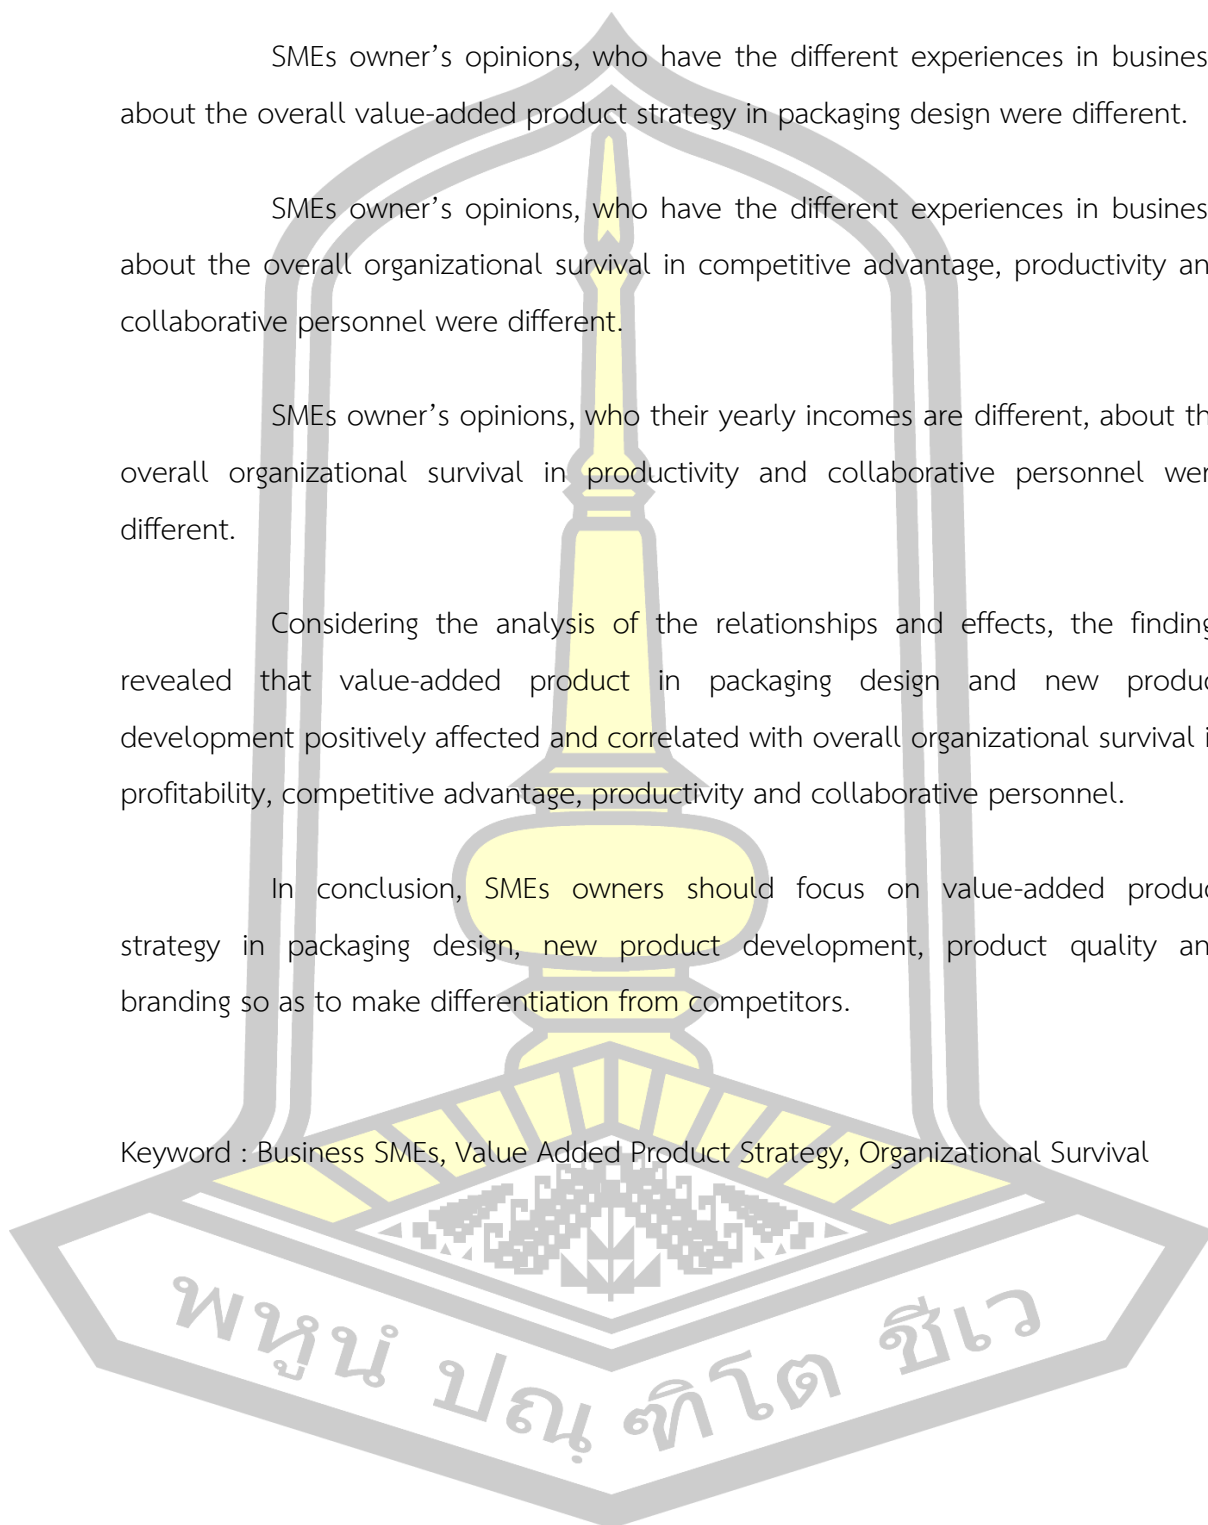 SMEs owner’s opinions, who have the different experiences in busines
about the overall value-added product strategy in packaging design were different.
SMEs owner’s opinions, who have the different experiences in busines
about the overall organizational survival in competitive advantage, productivity an
collaborative personnel were different.
SMEs owner’s opinions, who their yearly incomes are different, about th
overall organizational survival in productivity and collaborative personnel wer
different.
Considering the analysis of the relationships and effects, the finding
revealed that value-added product in packaging design and new produc
development positively affected and correlated with overall organizational survival i
profitability, competitive advantage, productivity and collaborative personnel.
In conclusion, SMEs owners should focus on value-added produc
strategy in packaging design, new product development, product quality an
branding so as to make differentiation from competitors.
Keyword : Business SMEs, Value Added Product Strategy, Organizational Survival
พหูนํ ปณฺฑิโต ชีเว